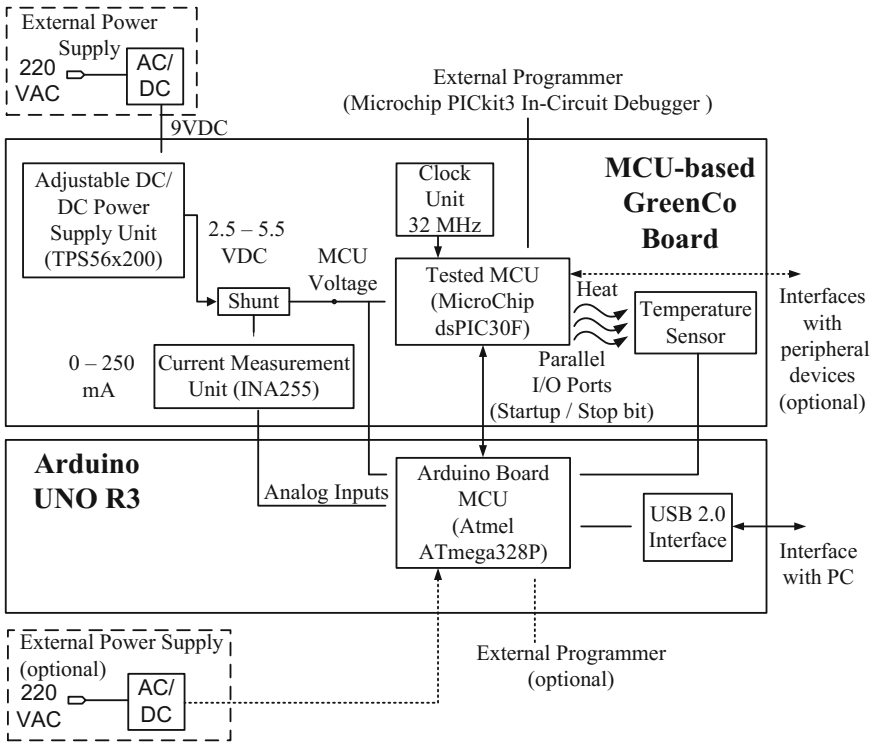 External Power
Supply
220
VAC
AC/
DC
9VDC
External Programmer
(Microchip PICkit3 In-Circuit Debugger )
MCU-based
GreenCo
Board
Adjustable DC/
DC Power
Supply Unit
(TPS56x200)
2.5 – 5.5
VDC
MCU
Voltage
Clock
Unit
32 MHz
Shunt
Tested MCU
(MicroChip
dsPIC30F)
Heat
Temperature
Sensor
Interfaces
with
peripheral
devices
(optional)
0 – 250
mA
Current Measurement
Unit (INA255)
Parallel
I/O Ports
(Startup / Stop bit)
Arduino
UNO R3
Analog Inputs
Arduino Board
MCU
(Atmel
ATmega328P)
USB 2.0
Interface
Interface
with PC
External Power Supply
(optional)
220
VAC
AC/
DC
External Programmer
(optional)